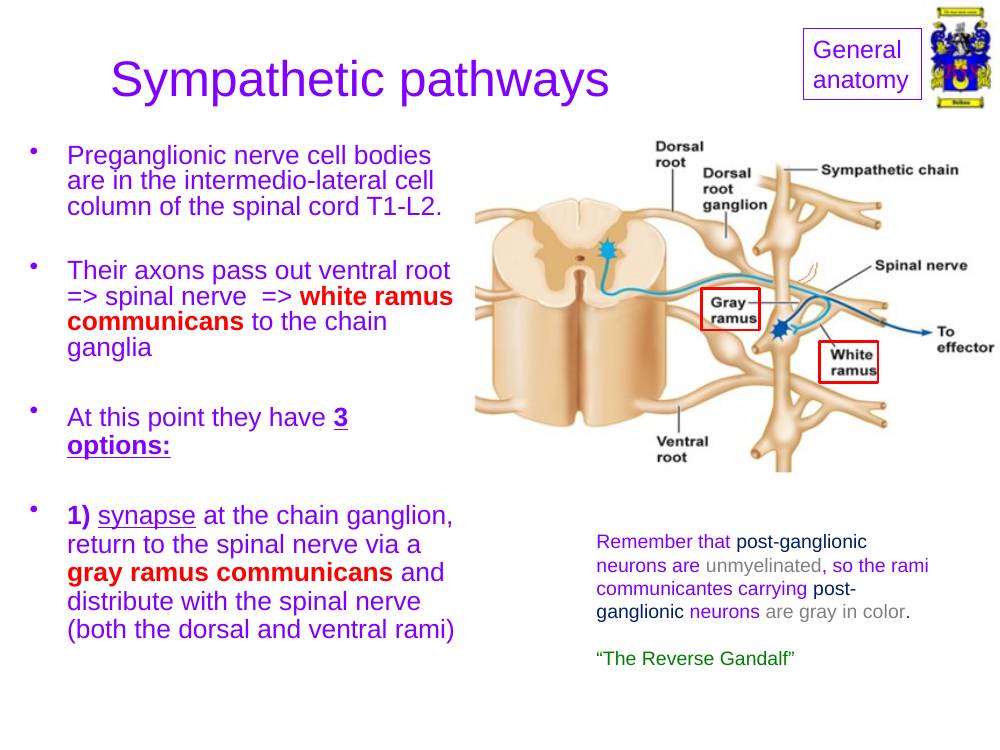 General
anatomy
Sympathetic pathways
• Preganglionic nerve cell bodies
are in the intermedio-lateral cell
column of the spinal cord T1-L2.
• Their axons pass out ventral root
=> spinal nerve => white ramus
communicans to the chain
ganglia
• At this point they have 3
options:
• 1) synapse at the chain ganglion,
return to the spinal nerve via a
gray ramus communicans and
distribute with the spinal nerve
(both the dorsal and ventral rami)
Dorsal
root
Dorsal
root
ganglion
Sympathetic chain
Spinal nerve
Gray
ramus
To
effector
White
ramus
Ventral
root
Remember that post-ganglionic
neurons are unmyelinated, so the rami
communicantes carrying post-
ganglionic neurons are gray in color.
“The Reverse Gandalf”